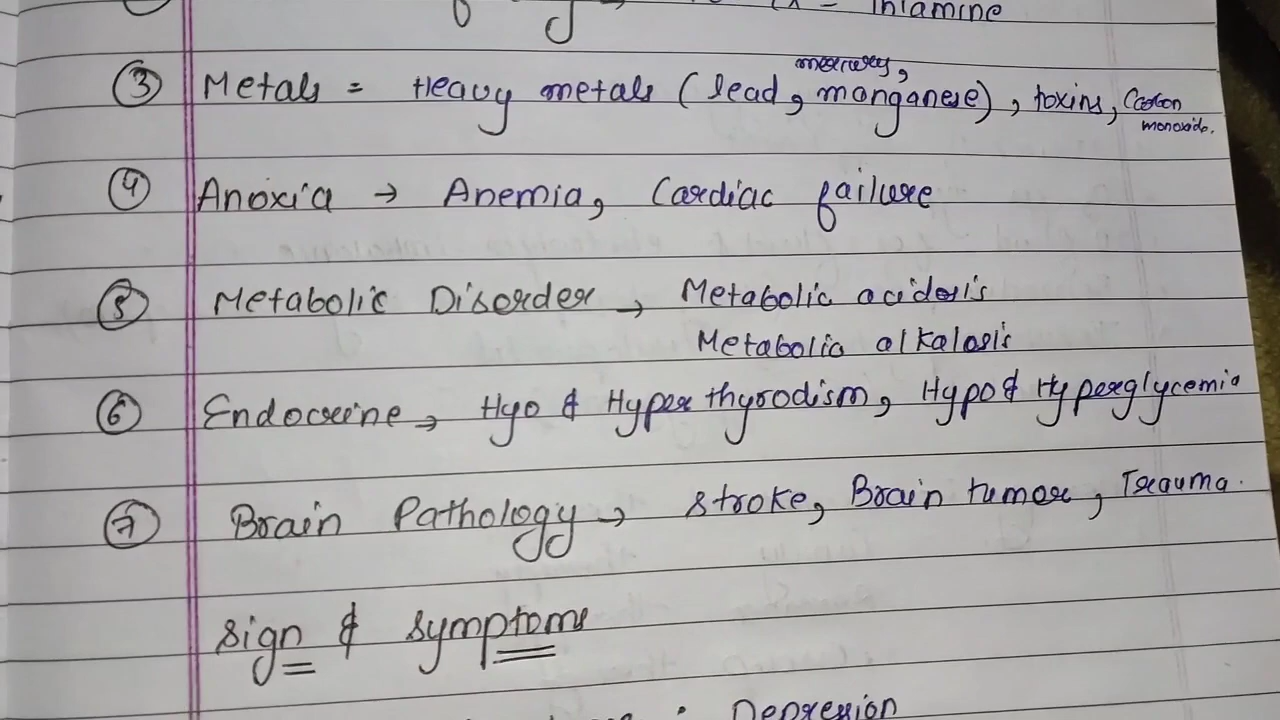 Thiamine
③ Metals = Heavy metals (lead, mercury, manganese), toxins, Carbon monoxide.
④ Anoxia → Anemia, Cardiac failure
⑤ Metabolic Disorder → Metabolic acidosis
Metabolic alkalosis
⑥ Endocrine → Hyo & Hyper thyrodism, Hypo & Hyperglycemia
⑦ Brain Pathology → stroke, Brain tumor, Trauma.
sign & symptoms
• Depression